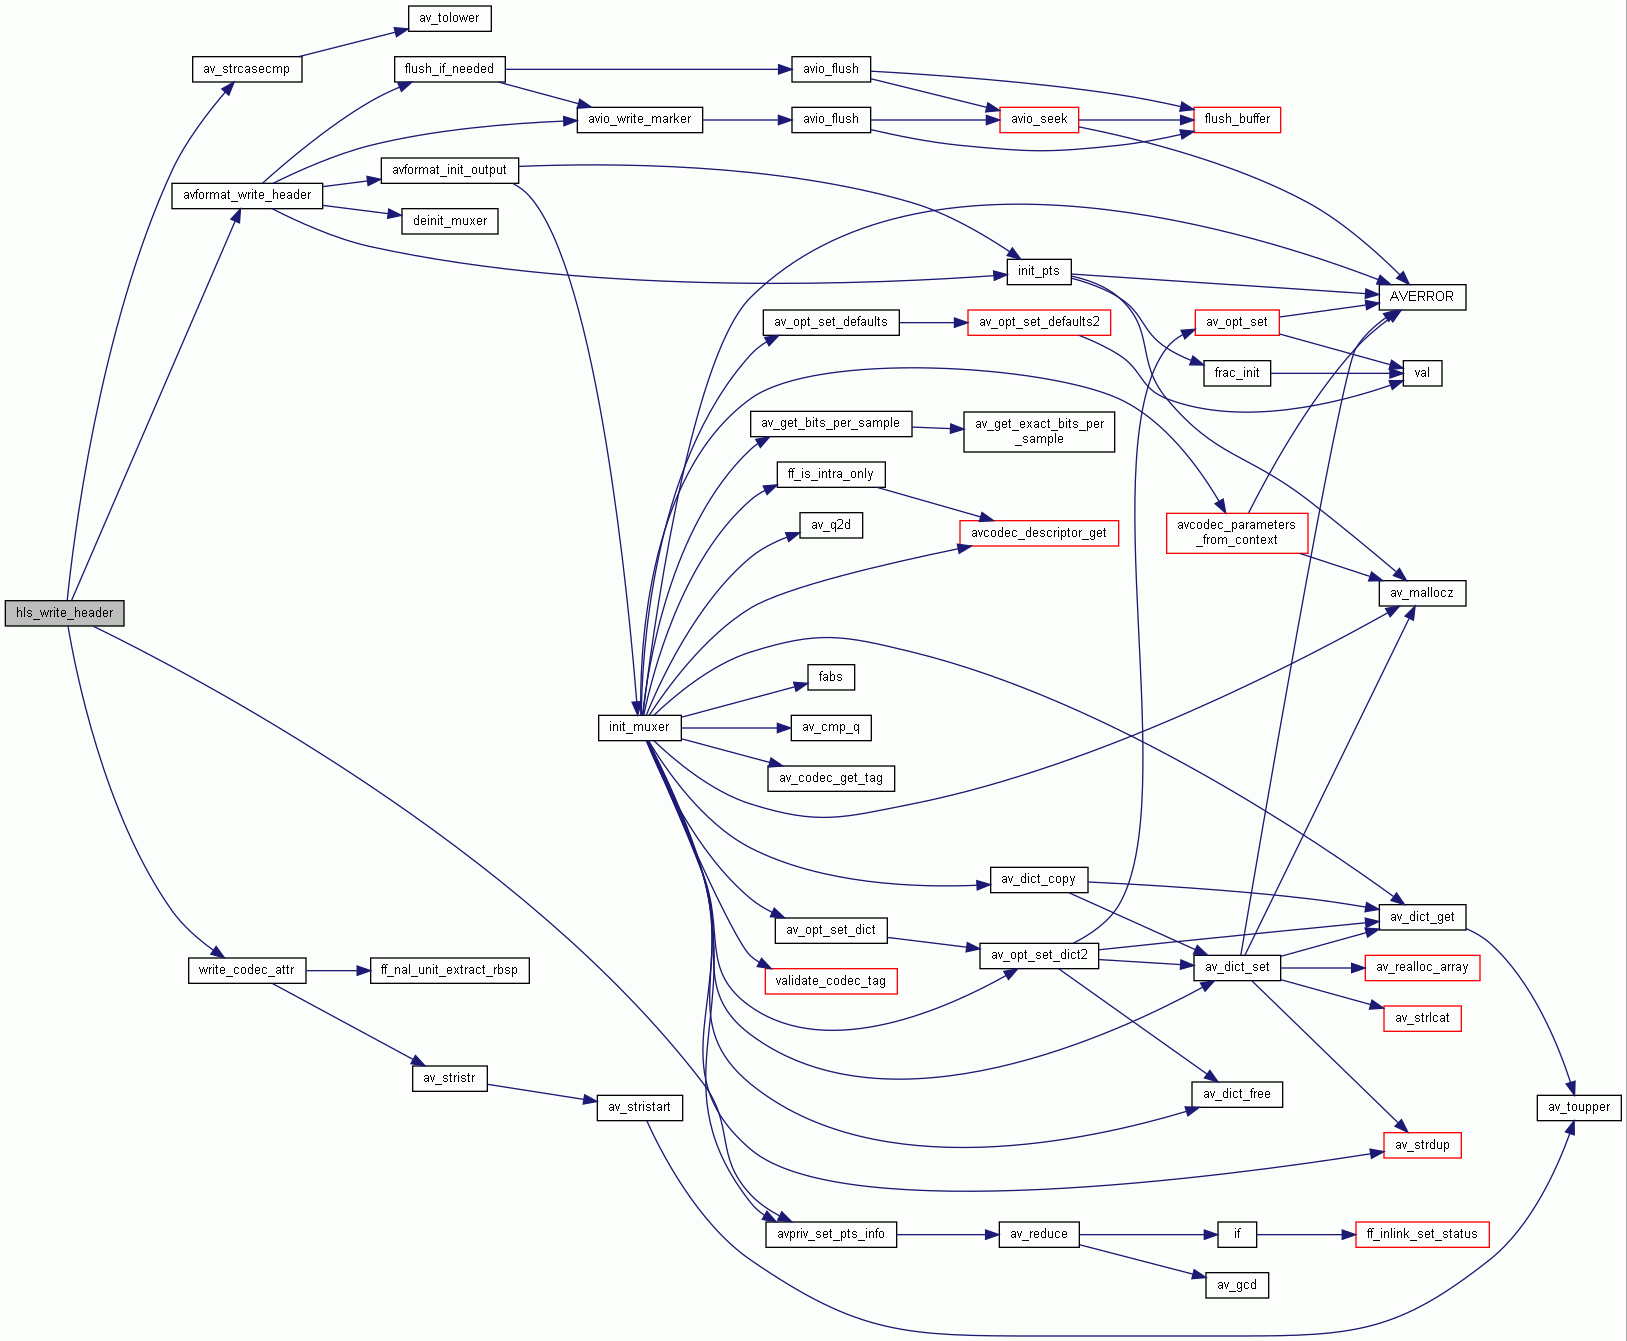 av_tolower
av_strcasecmp
flush_if_needed
avio_flush
avio_write_marker
avio_flush
avio_seek
flush_buffer
avformat_init_output
avformat_write_header
deinit_muxer
init_pts
AVERROR
av_opt_set_defaults
av_opt_set_defaults2
av_opt_set
frac_init
val
av_get_bits_per_sample
av_get_exact_bits_per
_sample
ff_is_intra_only
av_q2d
avcodec_descriptor_get
avcodec_parameters
_from_context
av_mallocz
hls_write_header
fabs
init_muxer
av_cmp_q
av_codec_get_tag
av_dict_copy
av_dict_get
av_opt_set_dict
av_opt_set_dict2
av_dict_set
av_realloc_array
write_codec_attr
ff_nal_unit_extract_rbsp
validate_codec_tag
av_strlcat
av_stristr
av_stristart
av_dict_free
av_toupper
av_strdup
avpriv_set_pts_info
av_reduce
if
ff_inlink_set_status
av_gcd